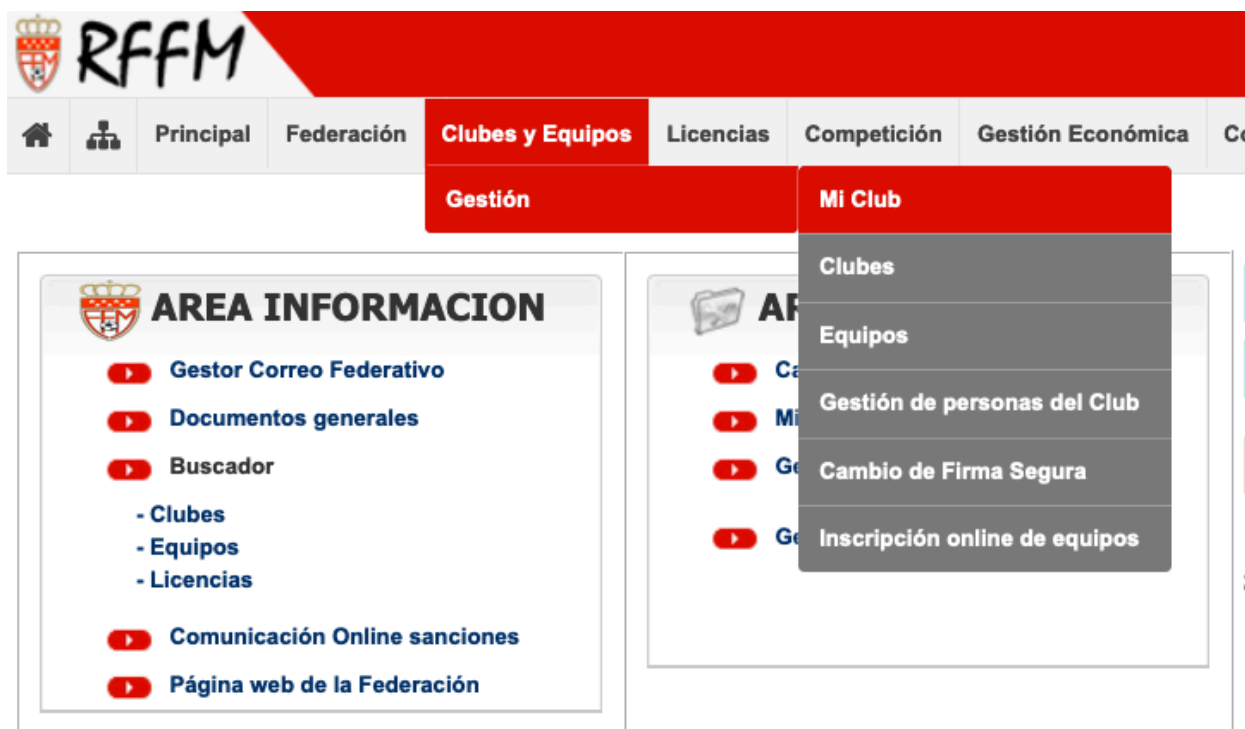 RFFM
Principal
Federación
Clubes y Equipos
Licencias
Competición
Gestión Económica
Gestión
Mi Club
Clubes
Equipos
Gestión de personas del Club
Cambio de Firma Segura
Inscripción online de equipos
AREA INFORMACION
Gestor Correo Federativo
Documentos generales
Buscador
- Clubes
- Equipos
- Licencias
Comunicación Online sanciones
Página web de la Federación